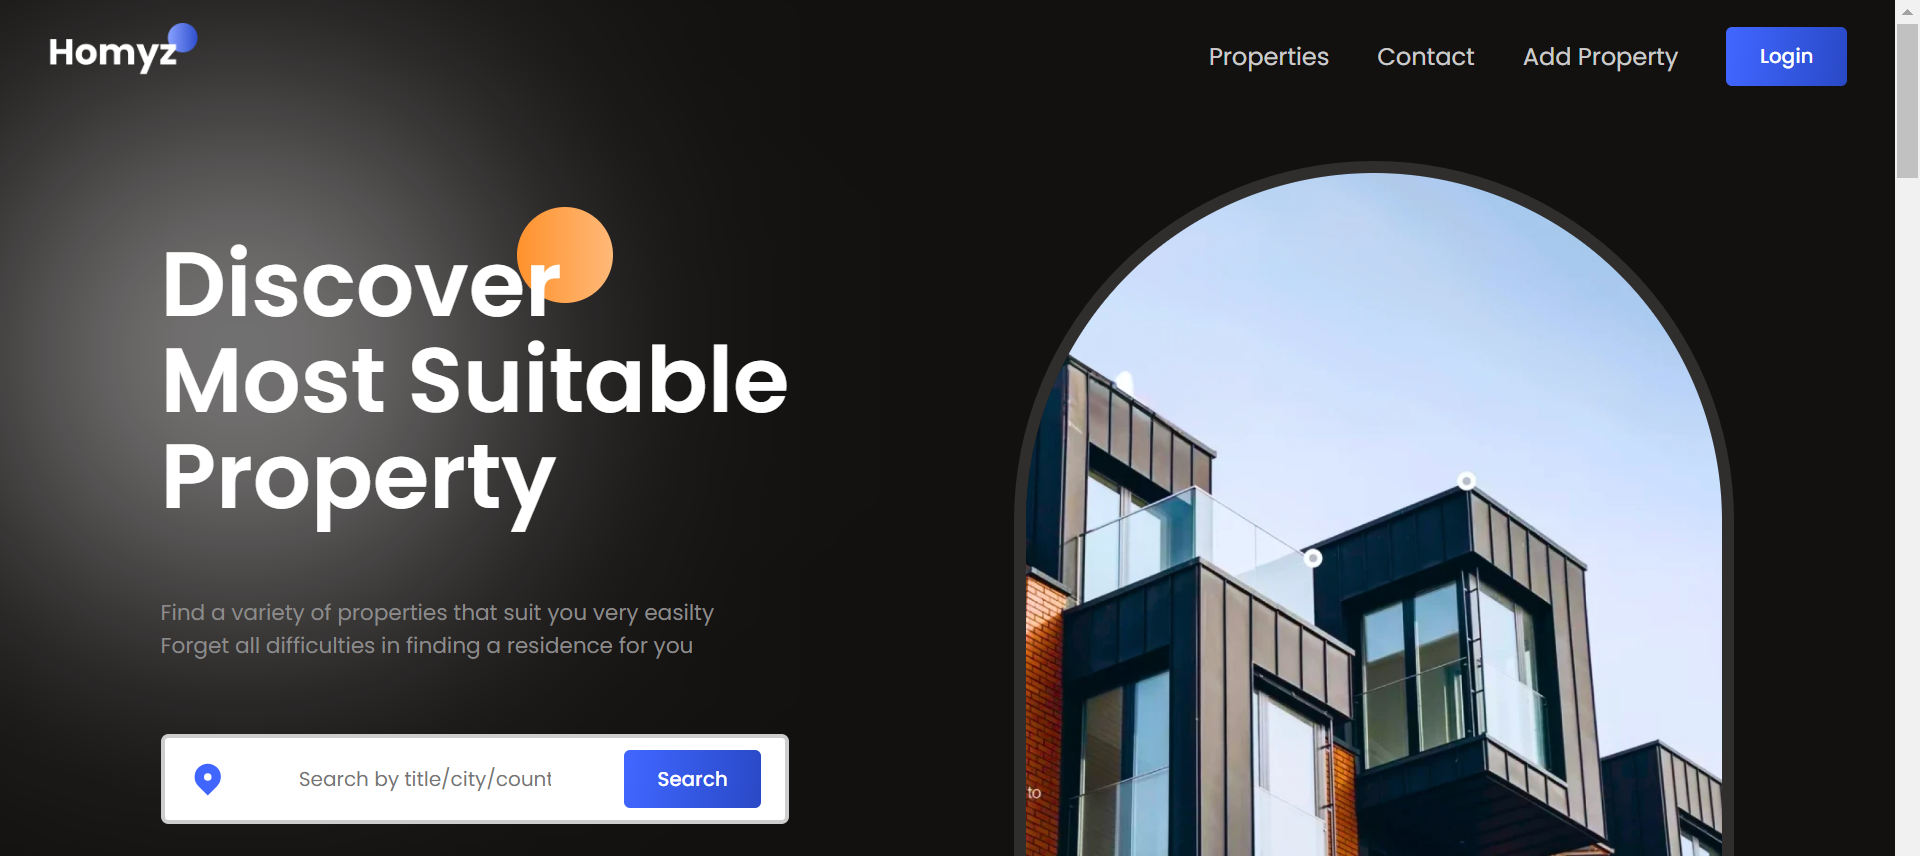 Homyz
Properties Contact Add Property Login
Discover
Most Suitable
Property
Find a variety of properties that suit you very easilty
Forget all difficulties in finding a residence for you
Search by title/city/count
Search
to